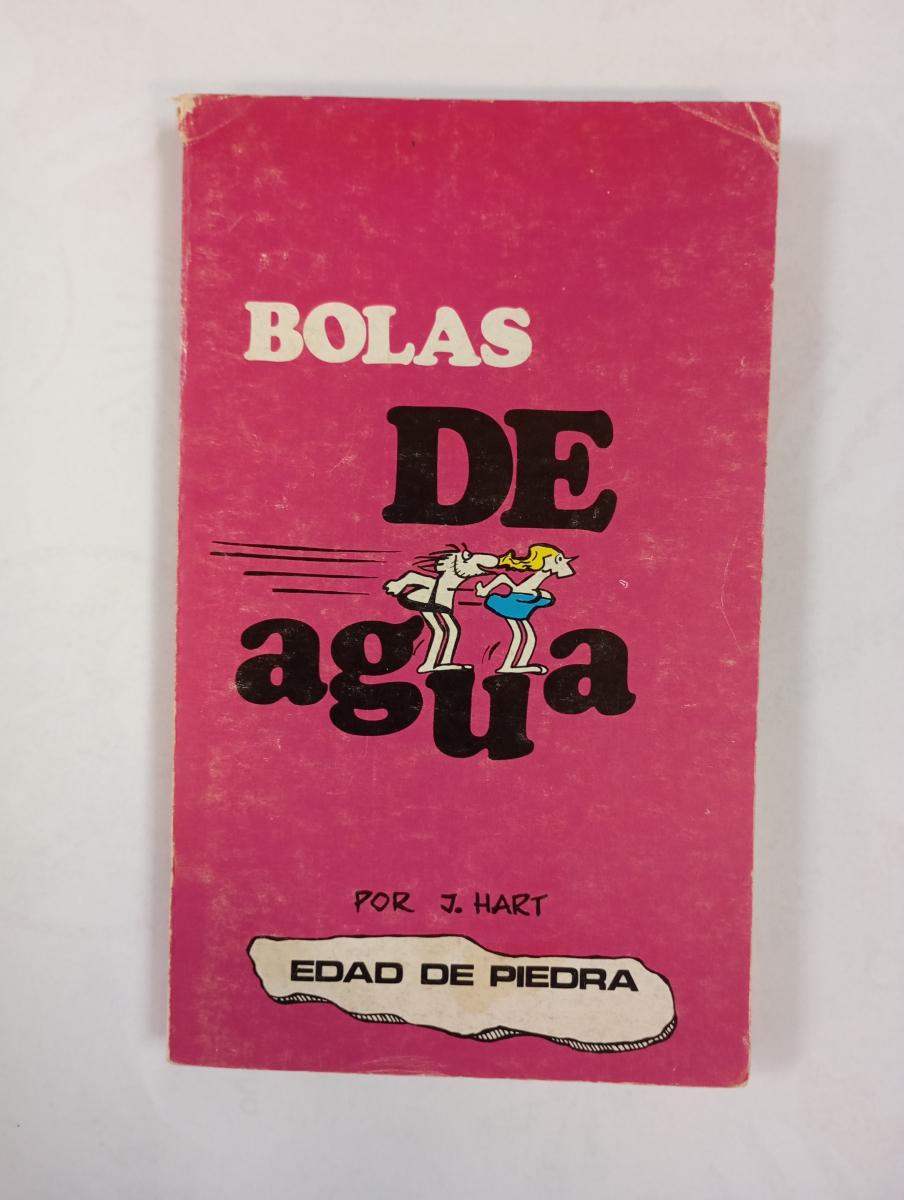 BOLAS
DE
agua
POR J. HART
EDAD DE PIEDRA